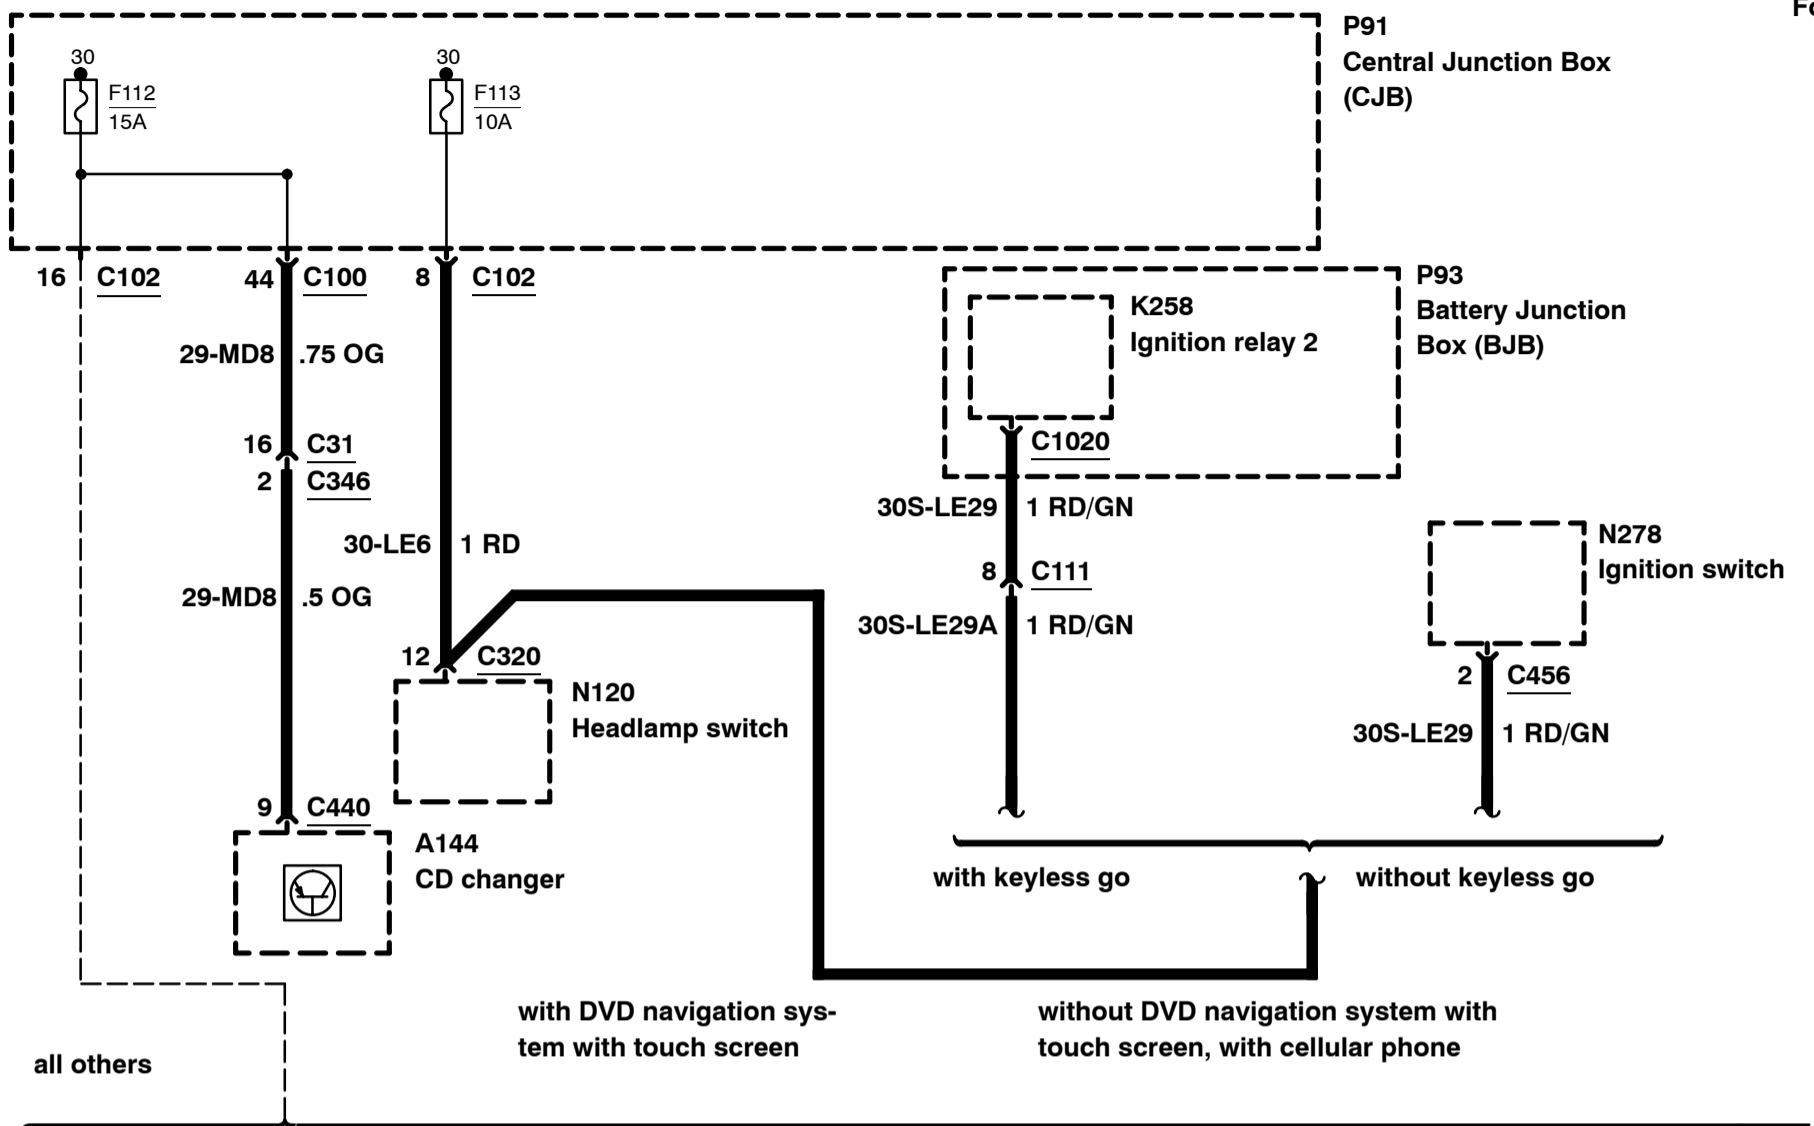 Fo
P91
Central Junction Box
(CJB)
30
F112
15A
30
F113
10A
16 C102
44 C100
8 C102
29-MD8 .75 OG
16 C31
2 C346
30-LE6 1 RD
29-MD8 .5 OG
12 C320
N120
Headlamp switch
9 C440
A144
CD changer
P93
Battery Junction
Box (BJB)
K258
Ignition relay 2
C1020
30S-LE29 1 RD/GN
8 C111
30S-LE29A 1 RD/GN
N278
Ignition switch
2 C456
30S-LE29 1 RD/GN
with keyless go
without keyless go
with DVD navigation sys-
tem with touch screen
without DVD navigation system with
touch screen, with cellular phone
all others